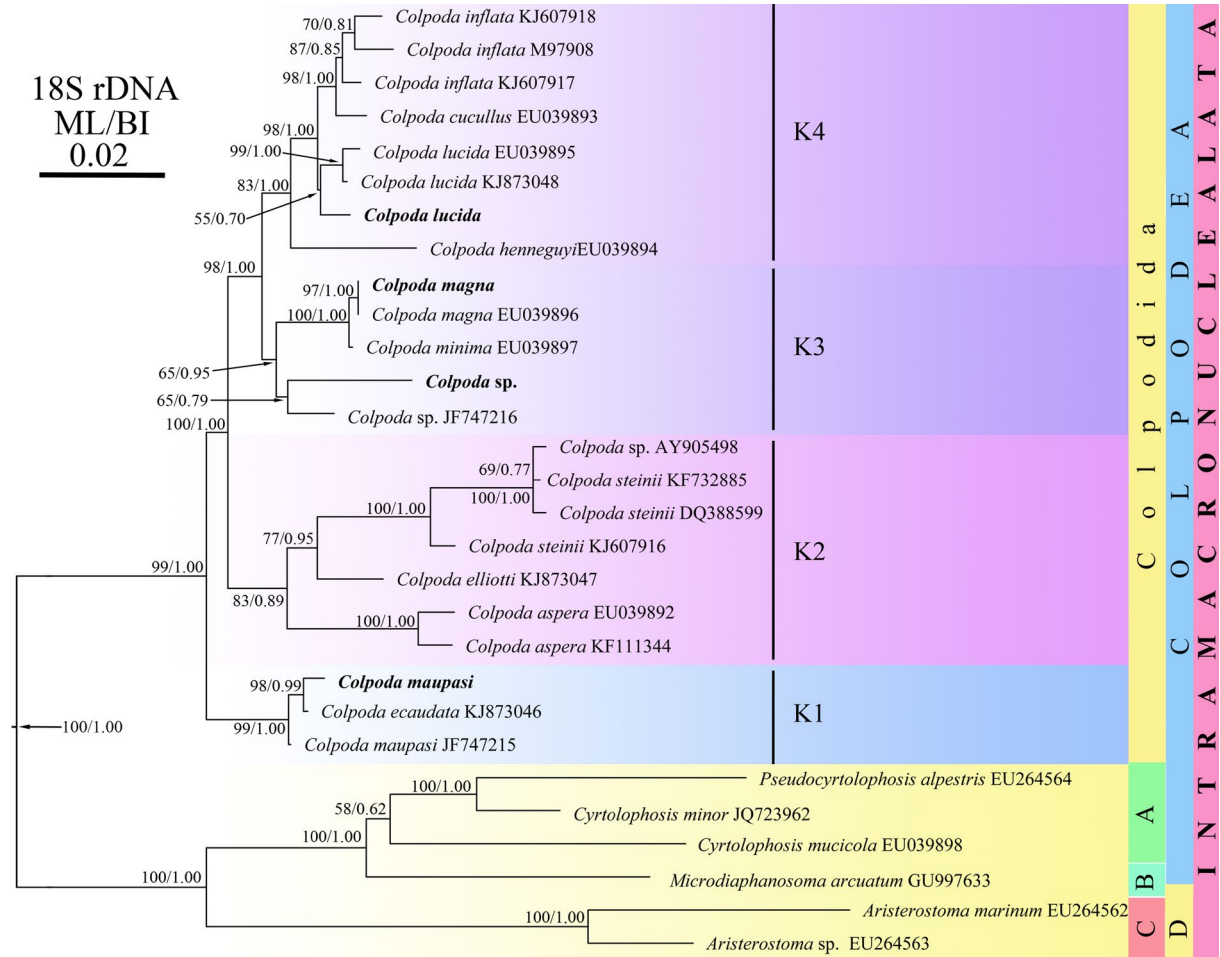 18S rDNA
ML/BI
0.02
70/0.81
Colpoda inflata KJ607918
87/0.85
Colpoda inflata M97908
98/1.00
Colpoda inflata KJ607917
Colpoda cucullus EU039893
98/1.00
99/1.00
Colpoda lucida EU039895
83/1.00
Colpoda lucida KJ873048
55/0.70
Colpoda lucida
Colpoda henneguyiEU039894
K4
98/1.00
97/1.00
Colpoda magna
100/1.00
Colpoda magna EU039896
Colpoda minima EU039897
K3
65/0.95
Colpoda sp.
65/0.79
Colpoda sp. JF747216
100/1.00
Colpoda sp. AY905498
69/0.77
Colpoda steinii KF732885
100/1.00
Colpoda steinii DQ388599
100/1.00
Colpoda steinii KJ607916
77/0.95
K2
Colpoda elliotti KJ873047
99/1.00
83/0.89
Colpoda aspera EU039892
100/1.00
Colpoda aspera KF111344
98/0.99
Colpoda maupasi
Colpoda ecaudata KJ873046
K1
99/1.00
Colpoda maupasi JF747215
100/1.00
Pseudocyrtolophosis alpestris EU264564
100/1.00
58/0.62
Cyrtolophosis minor JQ723962
100/1.00
Cyrtolophosis mucicola EU039898
100/1.00
Microdiaphanosoma arcuatum GU997633
Aristerostoma marinum EU264562
100/1.00
Aristerostoma sp. EU264563
Colpodida
A
B
C
COLPODEA
D
INTRAMACRONUCLEALATA